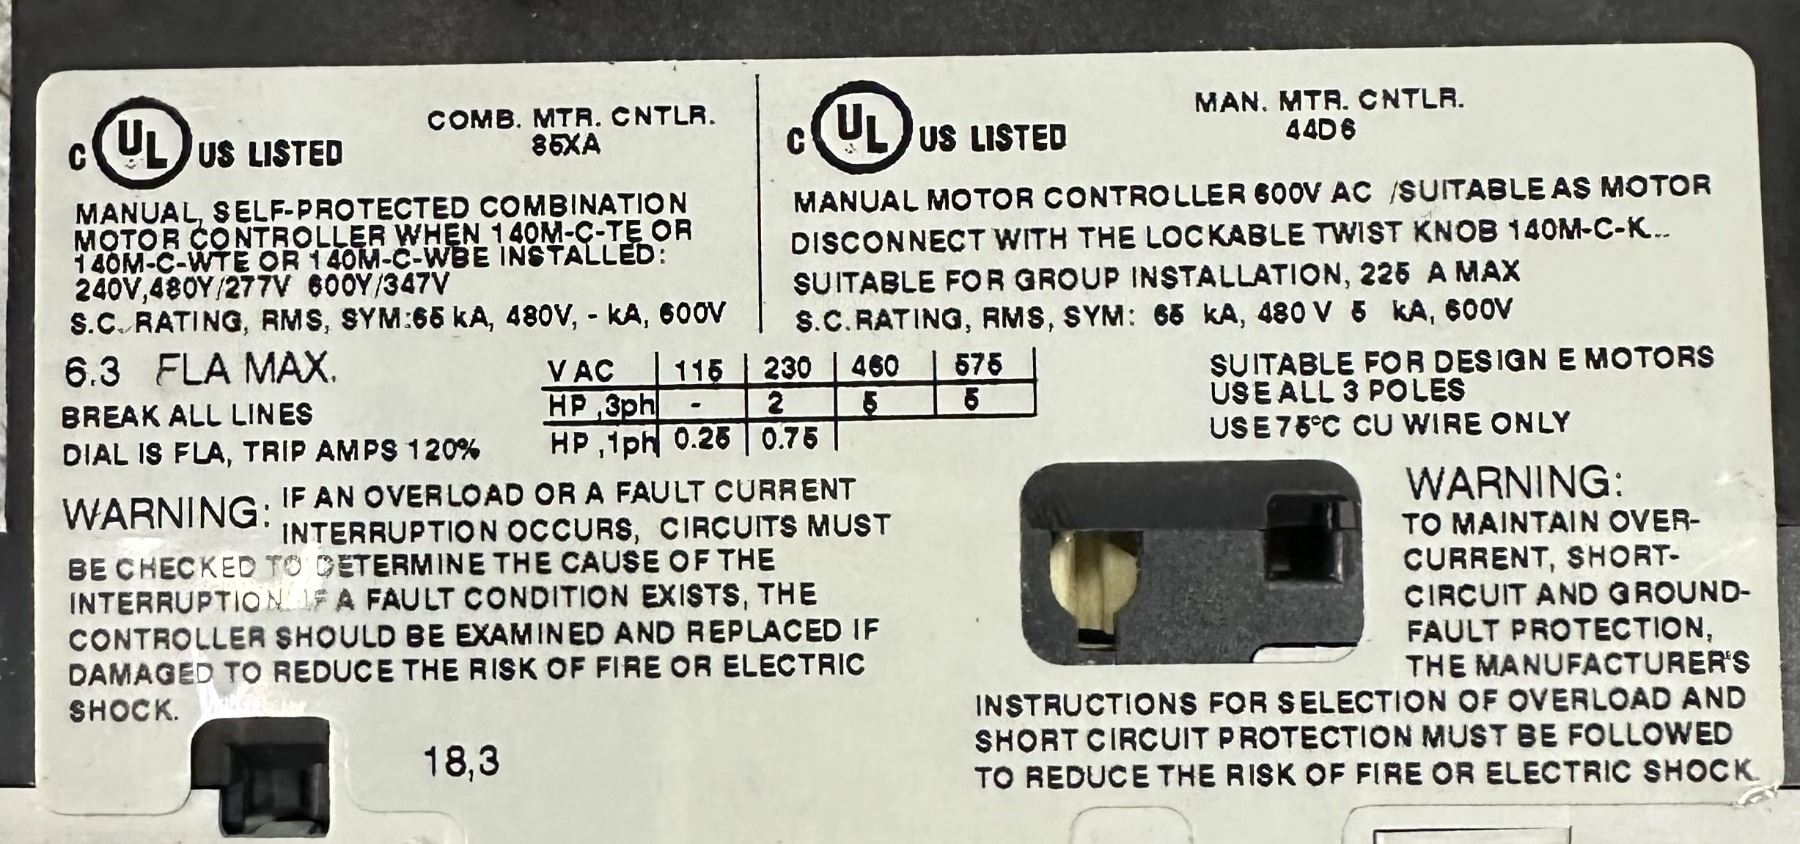 C UL US LISTED
COMB. MTR. CNTLR.
85XA
MANUAL, SELF-PROTECTED COMBINATION
MOTOR CONTROLLER WHEN 140M-C-TE OR
140M-C-WTE OR 140M-C-WBE INSTALLED:
240V,480Y/277V 600Y/347V
S.C. RATING, RMS, SYM:65 kA, 480V, - kA, 600V
C UL US LISTED
MAN. MTR. CNTLR.
44D6
MANUAL MOTOR CONTROLLER 600V AC /SUITABLE AS MOTOR
DISCONNECT WITH THE LOCKABLE TWIST KNOB 140M-C-K...
SUITABLE FOR GROUP INSTALLATION, 225 A MAX
S.C. RATING, RMS, SYM: 65 kA, 480 V 5 kA, 600V
6.3 FLA MAX.
BREAK ALL LINES
DIAL IS FLA, TRIP AMPS 120%
V AC 115 230 460 575
HP ,3ph - 2 5 5
HP ,1ph 0.25 0.75
SUITABLE FOR DESIGN E MOTORS
USE ALL 3 POLES
USE 75°C CU WIRE ONLY
WARNING: IF AN OVERLOAD OR A FAULT CURRENT
INTERRUPTION OCCURS, CIRCUITS MUST
BE CHECKED TO DETERMINE THE CAUSE OF THE
INTERRUPTION. IF A FAULT CONDITION EXISTS, THE
CONTROLLER SHOULD BE EXAMINED AND REPLACED IF
DAMAGED TO REDUCE THE RISK OF FIRE OR ELECTRIC
SHOCK.
18,3
WARNING:
TO MAINTAIN OVER-
CURRENT, SHORT-
CIRCUIT AND GROUND-
FAULT PROTECTION,
THE MANUFACTURER'S
INSTRUCTIONS FOR SELECTION OF OVERLOAD AND
SHORT CIRCUIT PROTECTION MUST BE FOLLOWED
TO REDUCE THE RISK OF FIRE OR ELECTRIC SHOCK.